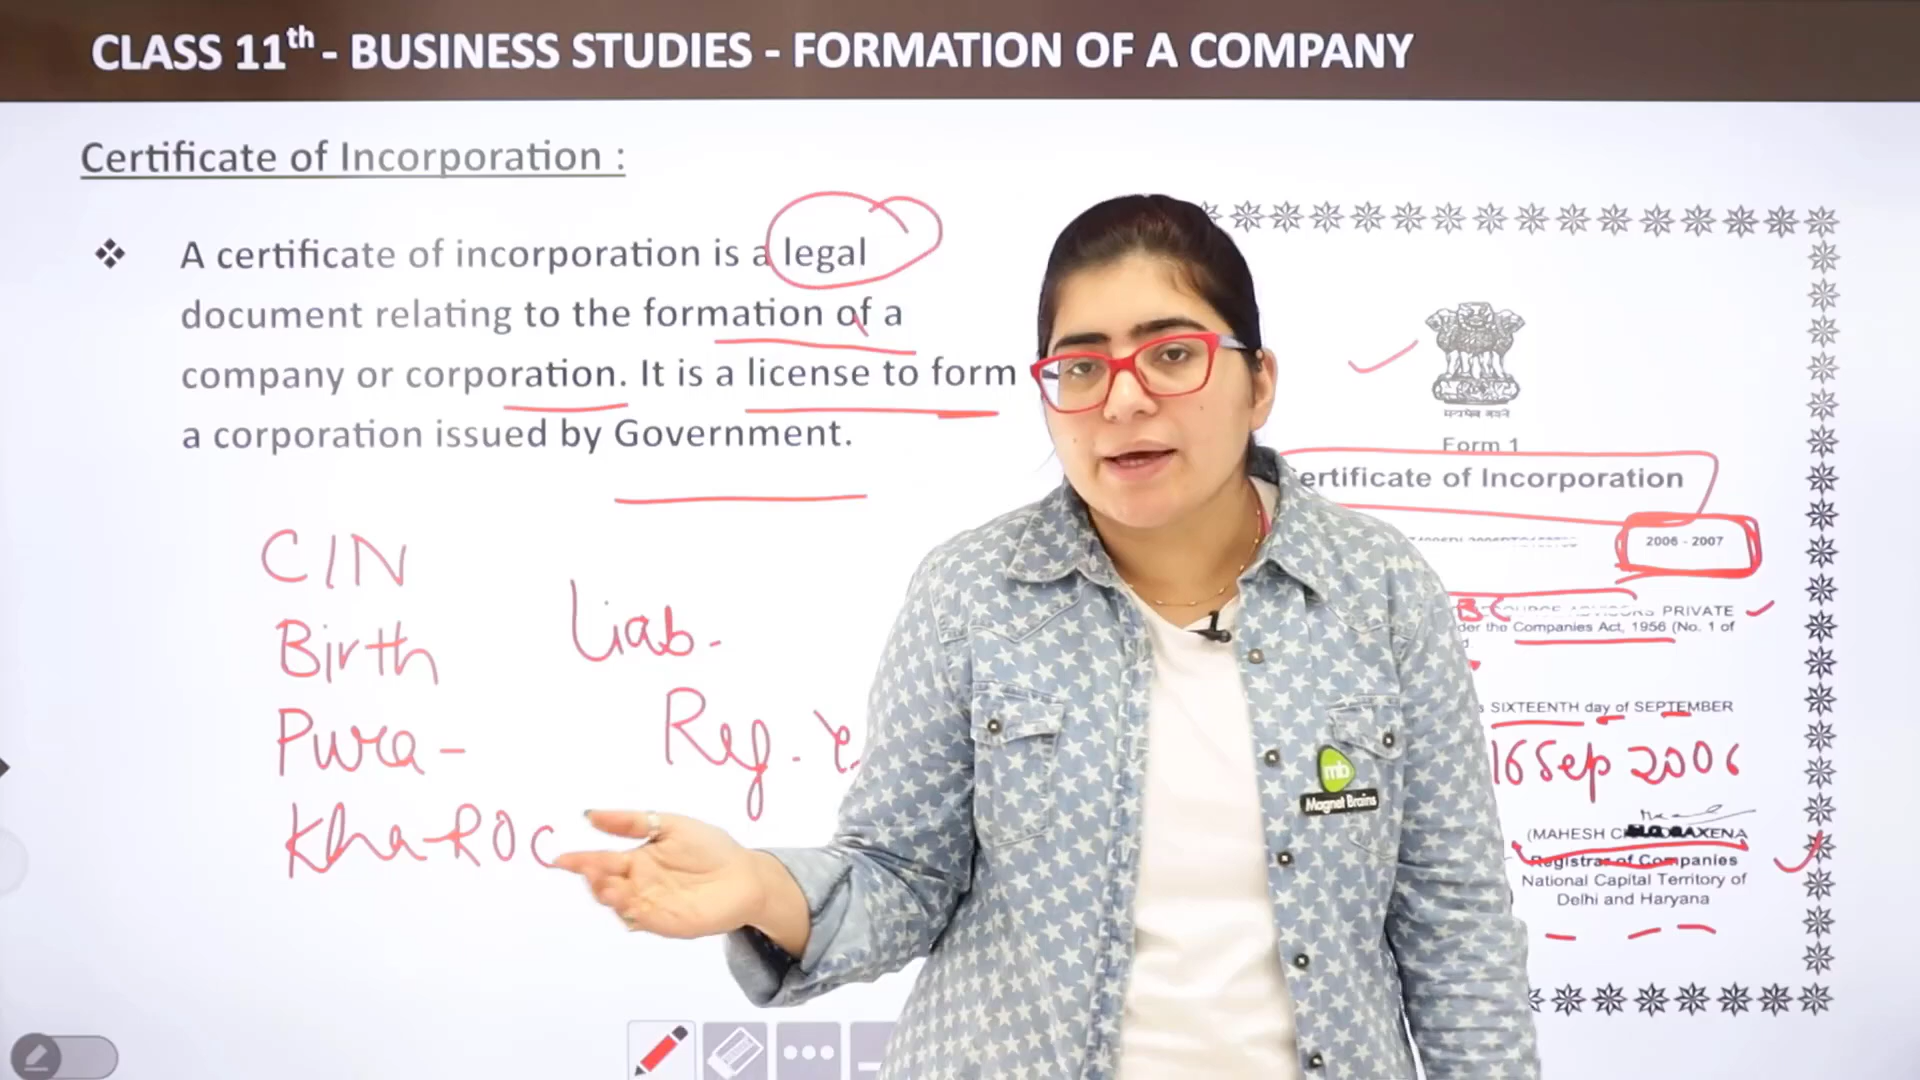 CLASS 11th - BUSINESS STUDIES - FORMATION OF A COMPANY
Certificate of Incorporation :
❖ A certificate of incorporation is a legal
document relating to the formation of a
company or corporation. It is a license to form
a corporation issued by Government.
CIN
Birth
Liab.
Pura -
Reg.
Kha-ROC
Form 1
ertificate of Incorporation
2006 - 2007
BC
PRIVATE
der the Companies Act, 1956 (No. 1 of
SIXTEENTH day of SEPTEMBER
16 Sep 2006
(MAHESH
AXENA
Registrar of Companies
National Capital Territory of
Delhi and Haryana
mb
Magnet Brains